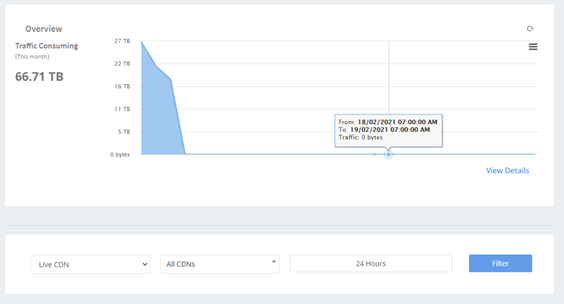 Overview
Traffic Consuming
(This month)
66.71 TB
27 TB
22 TB
16 TB
11 TB
5 TB
0 bytes
From: 18/02/2021 07:00:00 AM
To: 19/02/2021 07:00:00 AM
Traffic: 0 bytes
View Details
Live CDN
All CDNs
24 Hours
Filter